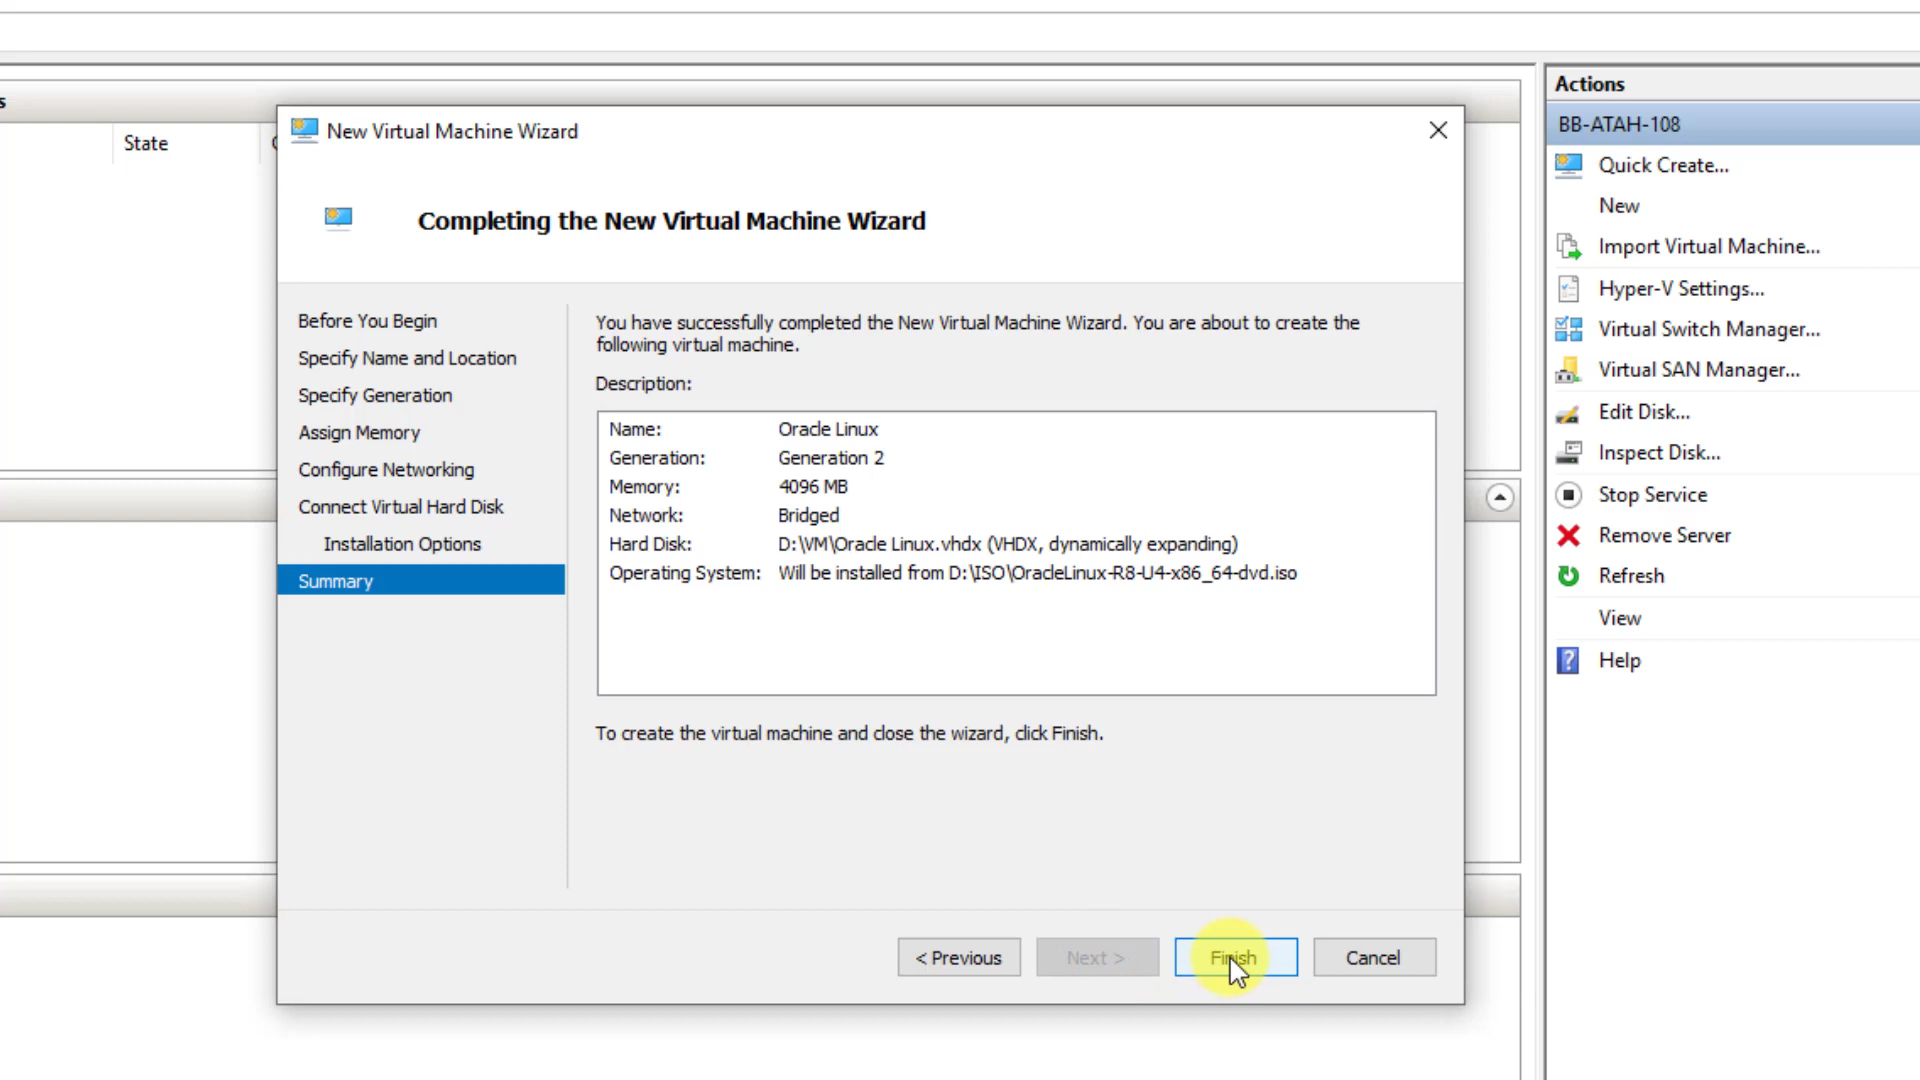 s
State
New Virtual Machine Wizard
Completing the New Virtual Machine Wizard
Before You Begin
Specify Name and Location
Specify Generation
Assign Memory
Configure Networking
Connect Virtual Hard Disk
Installation Options
Summary
You have successfully completed the New Virtual Machine Wizard. You are about to create the
following virtual machine.
Description:
Name: Oracle Linux
Generation: Generation 2
Memory: 4096 MB
Network: Bridged
Hard Disk: D:\VM\Oracle Linux.vhdx (VHDX, dynamically expanding)
Operating System: Will be installed from D:\ISO\OracleLinux-R8-U4-x86_64-dvd.iso
To create the virtual machine and close the wizard, click Finish.
< Previous
Next >
Finish
Cancel
Actions
BB-ATAH-108
Quick Create...
New
Import Virtual Machine...
Hyper-V Settings...
Virtual Switch Manager...
Virtual SAN Manager...
Edit Disk...
Inspect Disk...
Stop Service
Remove Server
Refresh
View
Help